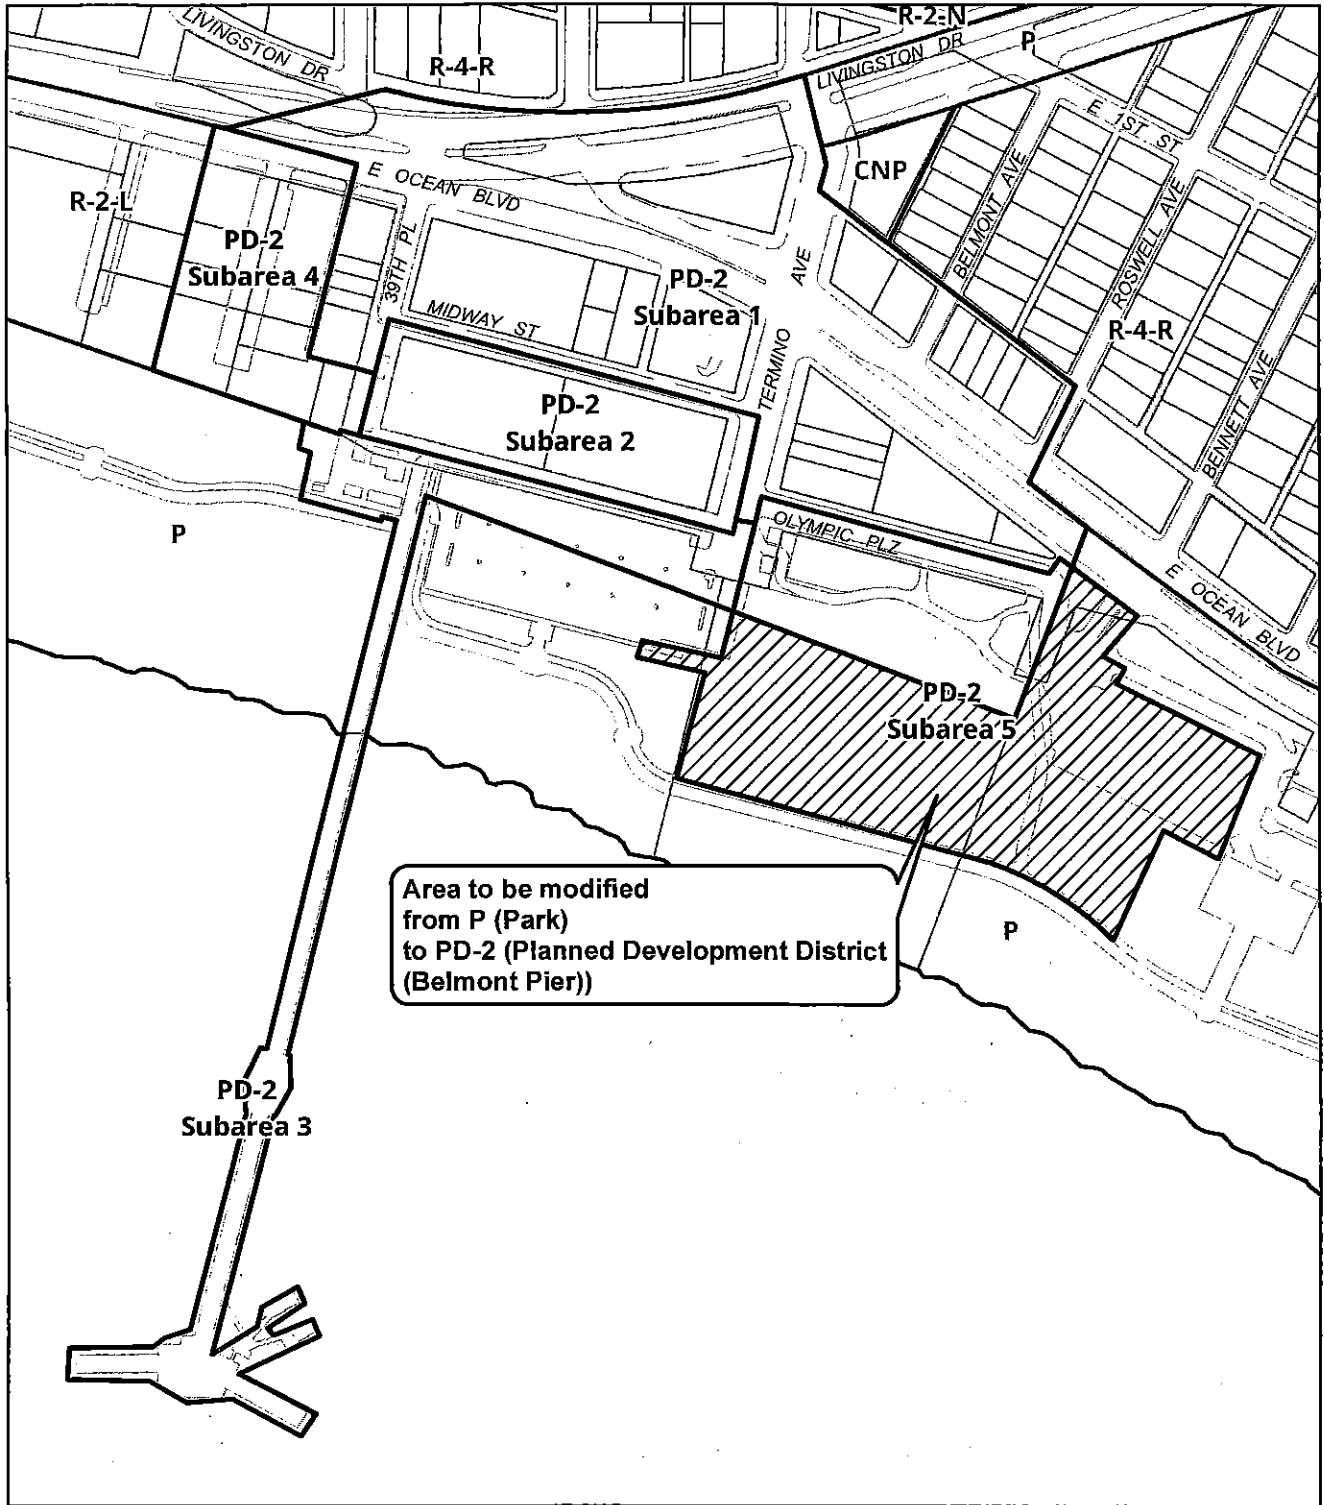 R-2-N
P
LIVINGSTON DR
R-4-R
LIVINGSTON DR
E 1ST ST
CNP
R-2-L
E OCEAN BLVD
BELMONT AVE
ROSWELL AVE
PD-2
Subarea 4
39TH PL
PD-2
Subarea 1
AVE
TERMINO
MIDWAY ST
R-4-R
BENNETT AVE
PD-2
Subarea 2
P
OLYMPIC PLZ
E OCEAN BLVD
PD-2
Subarea 5
Area to be modified
from P (Park)
to PD-2 (Planned Development District
(Belmont Pier))
P
PD-2
Subarea 3